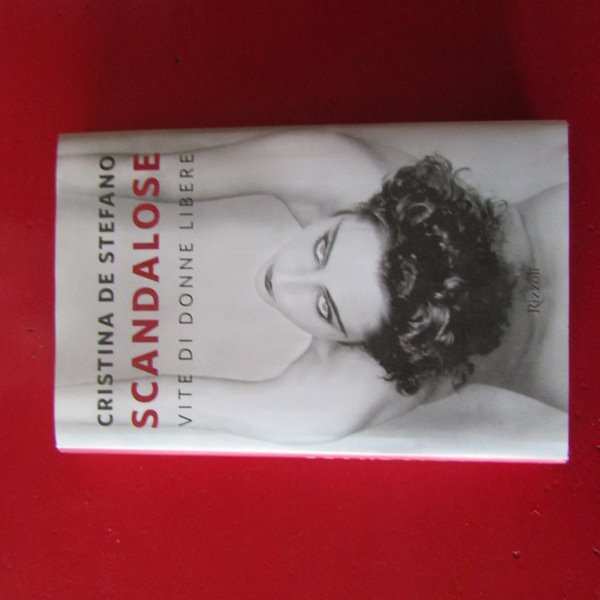 CRISTINA DE STEFANO
SCANDALOSE
VITE DI DONNE LIBERE
Rizzoli